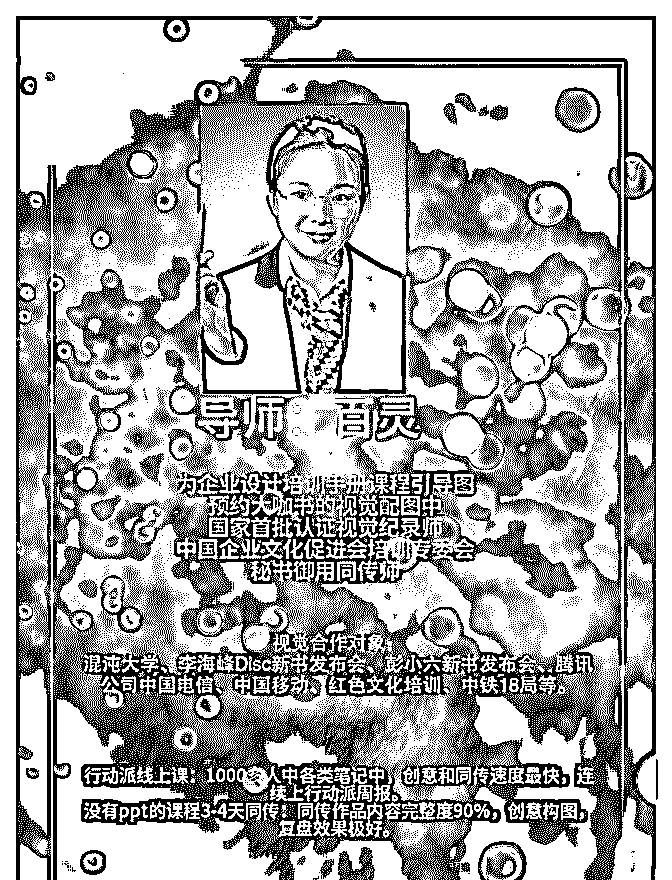 导师：百灵
为企业设计培训手册课程引导图
预约大咖书的视觉配图中
国家首批认证视觉纪录师
中国企业文化促进会培训专委会
秘书御用同传师
视觉合作对象：
混沌大学、李海峰Disc新书发布会、彭小六新书发布会、腾讯
公司中国电信、中国移动、红色文化培训、中铁18局等。
行动派线上课：1000多人中各类笔记中，创意和同传速度最快，连
续上行动派周报。
没有ppt的课程3-4天同传！同传作品内容完整度90%，创意构图，
复盘效果极好。